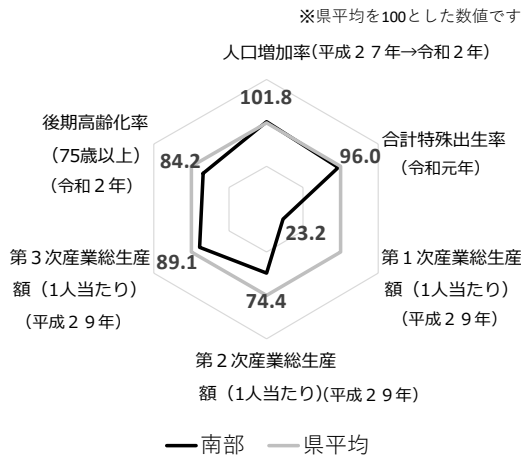 ※県平均を100とした数値です
人口増加率(平成２７年→令和２年)
101.8
合計特殊出生率
（令和元年）
96.0
第１次産業総生産
額（1人当たり）
（平成２９年）
23.2
第２次産業総生産
額（1人当たり）(平成２９年）
74.4
第３次産業総生産
額（1人当たり）
（平成２９年）
89.1
後期高齢化率
（75歳以上）
（令和２年）
84.2
南部
県平均